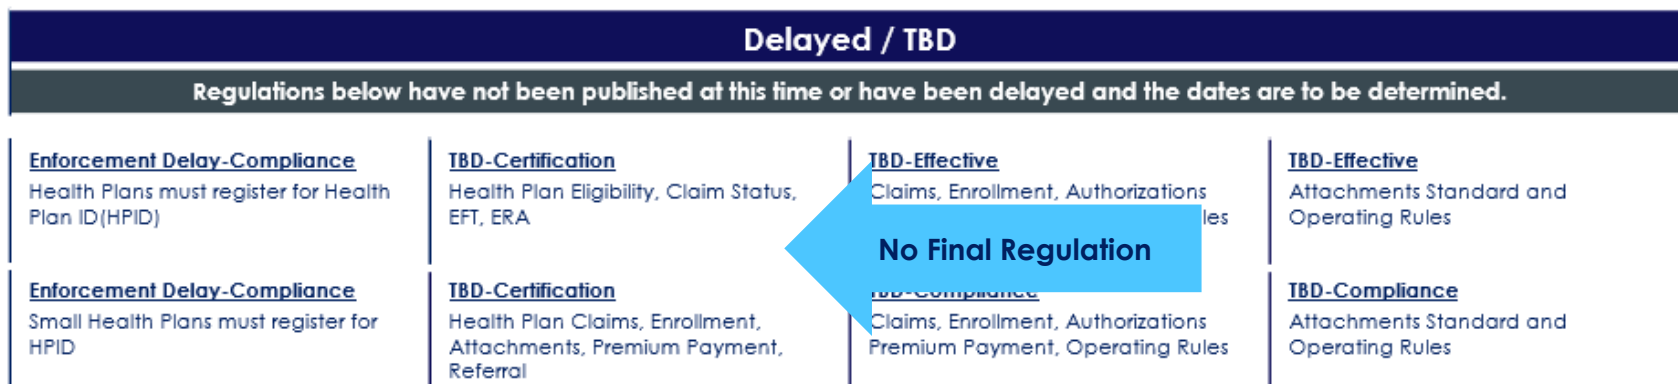 Delayed / TBD
Regulations below have not been published at this time or have been delayed and the dates are to be determined.
Enforcement Delay-Compliance
Health Plans must register for Health
Plan ID(HPID)
TBD-Certification
Health Plan Eligibility, Claim Status,
EFT, ERA
TBD-Effective
Claims, Enrollment, Authorizations
No Final Regulation
TBD-Effective
Attachments Standard and
Operating Rules
Enforcement Delay-Compliance
Small Health Plans must register for
HPID
TBD-Certification
Health Plan Claims, Enrollment,
Attachments, Premium Payment,
Referral
TBD-Compliance
Claims, Enrollment, Authorizations
Premium Payment, Operating Rules
TBD-Compliance
Attachments Standard and
Operating Rules